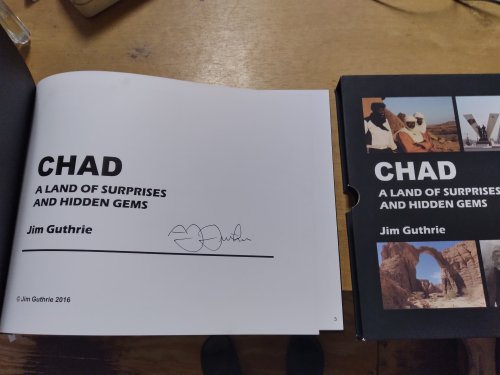 CHAD
A LAND OF SURPRISES
AND HIDDEN GEMS
Jim Guthrie
© Jim Guthrie 2016
3
CHAD
A LAND OF SURPRISES
AND HIDDEN GEMS
Jim Guthrie